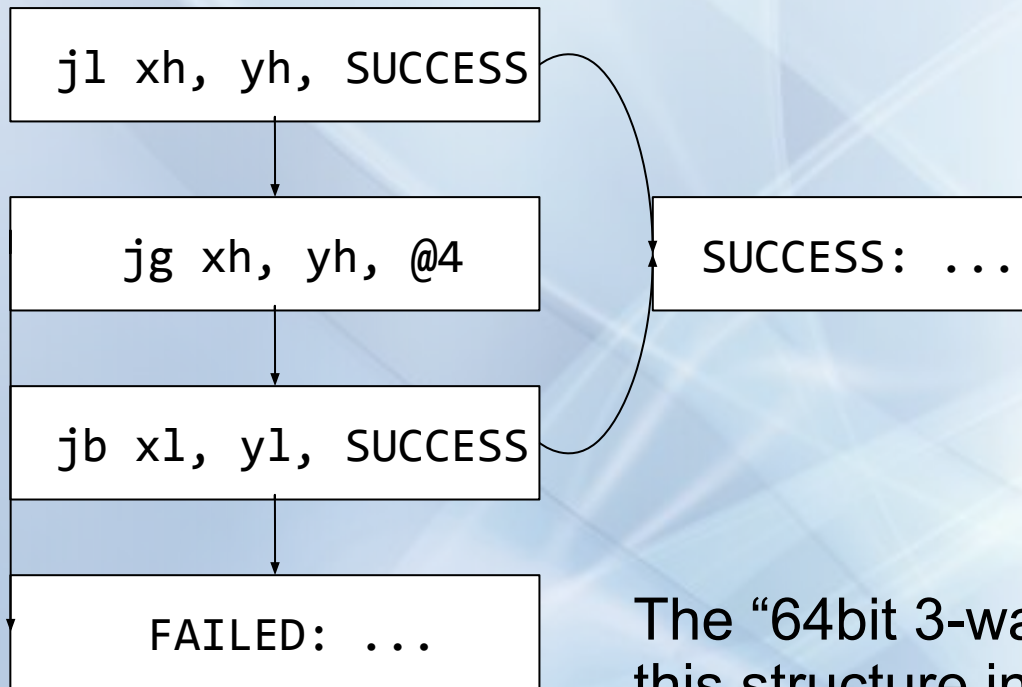 jl xh, yh, SUCCESS
jg xh, yh, @4
SUCCESS: ...
jb xl, yl, SUCCESS
FAILED: ...
The “64bit 3-wa
this structure in